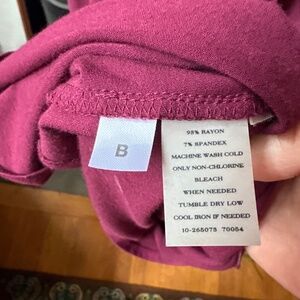 B
93% RAYON
7% SPANDEX
MACHINE WASH COLD
ONLY NON-CHLORINE
BLEACH
WHEN NEEDED
TUMBLE DRY LOW
COOL IRON IF NEEDED
10-265075 70054